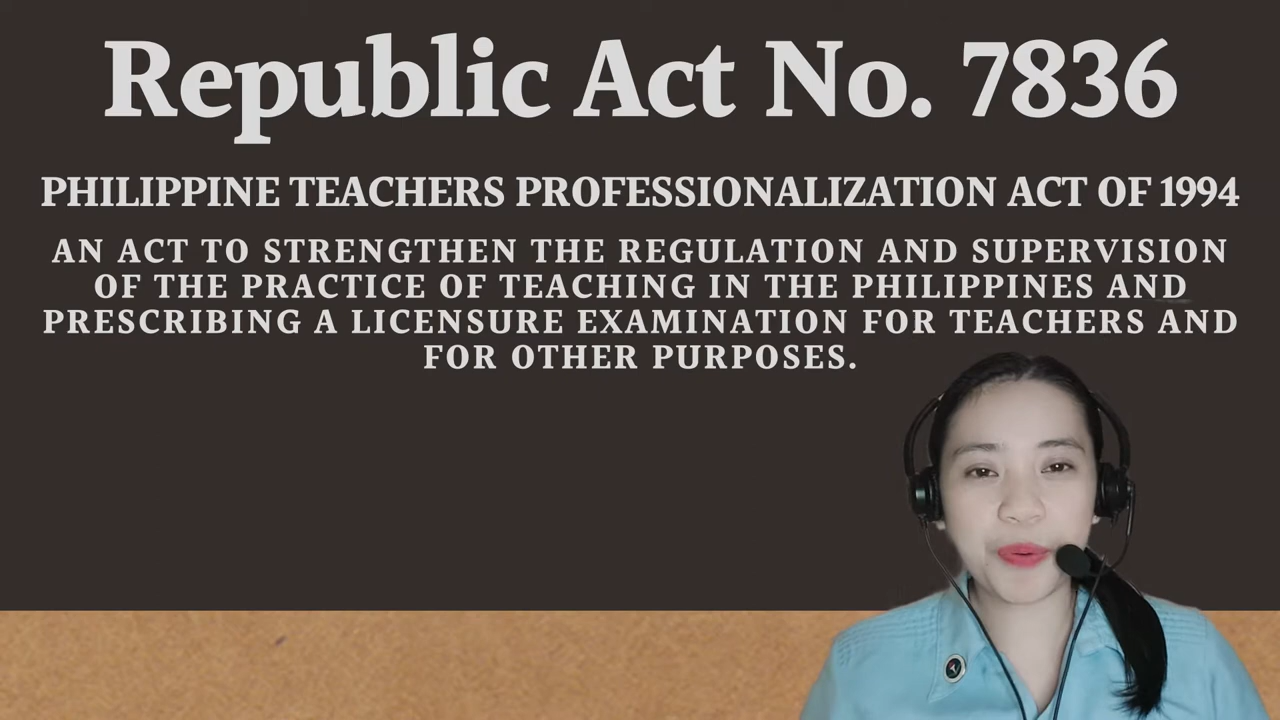 Republic Act No. 7836
PHILIPPINE TEACHERS PROFESSIONALIZATION ACT OF 1994
AN ACT TO STRENGTHEN THE REGULATION AND SUPERVISION
OF THE PRACTICE OF TEACHING IN THE PHILIPPINES AND
PRESCRIBING A LICENSURE EXAMINATION FOR TEACHERS AND
FOR OTHER PURPOSES.